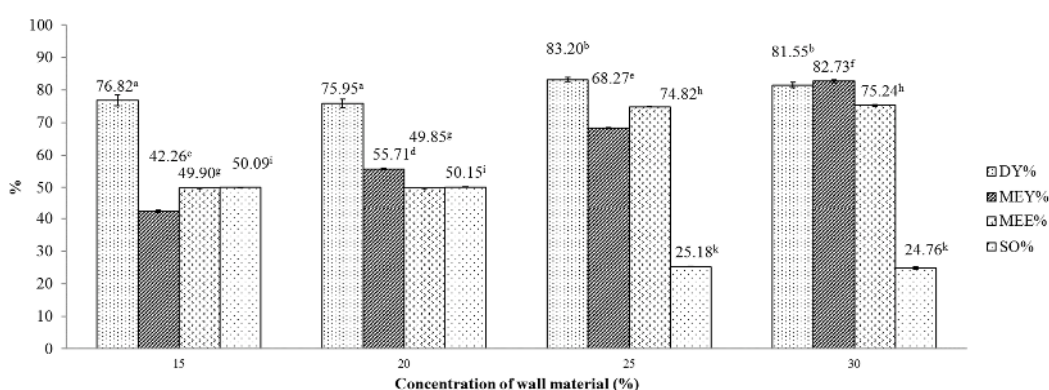 100
90
80
70
60
50
40
30
20
10
0
%
76.82ᵃ
42.26ᶜ
49.90ᵍ
50.09ⁱ
75.95ᵃ
55.71ᵈ
49.85ᵍ
50.15ⁱ
83.20ᵇ
68.27ᵉ
74.82ʰ
25.18ᵏ
81.55ᵇ
82.73ᶠ
75.24ʰ
24.76ᵏ
15 20 25 30
Concentration of wall material (%)
DY%
MEY%
MEE%
SO%